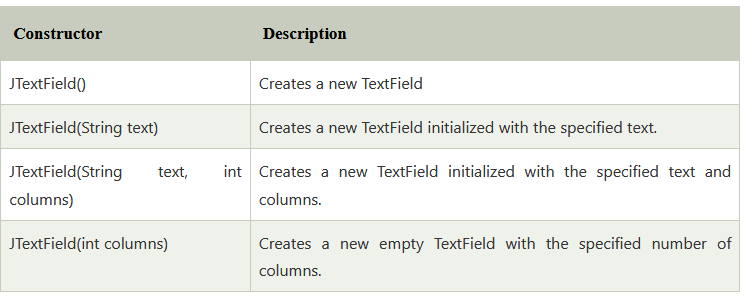 Constructor Description
JTextField() Creates a new TextField
JTextField(String text) Creates a new TextField initialized with the specified text.
JTextField(String text, int Creates a new TextField initialized with the specified text and
columns) columns.
JTextField(int columns) Creates a new empty TextField with the specified number of
columns.